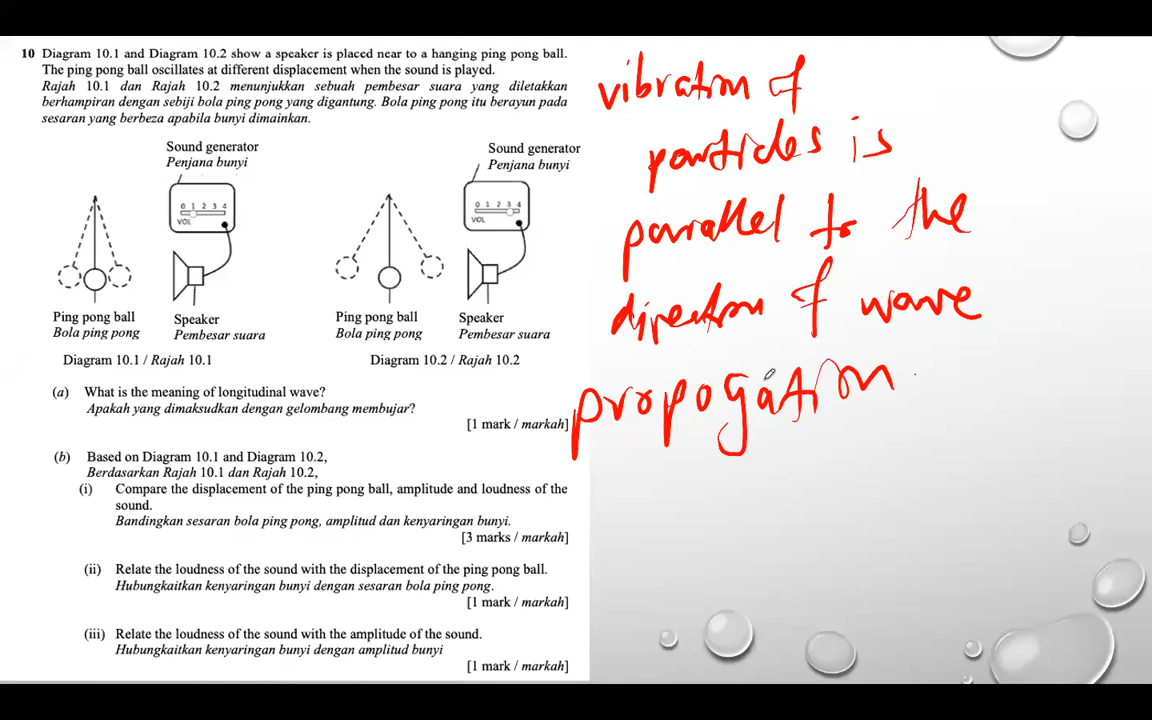 10 Diagram 10.1 and Diagram 10.2 show a speaker is placed near to a hanging ping pong ball.
The ping pong ball oscillates at different displacement when the sound is played.
Rajah 10.1 dan Rajah 10.2 menunjukkan sebuah pembesar suara yang diletakkan
berhampiran dengan sebiji bola ping pong yang digantung. Bola ping pong itu berayun pada
sesaran yang berbeza apabila bunyi dimainkan.
Sound generator
Penjana bunyi
0 1 2 3 4
VOL
Ping pong ball
Bola ping pong
Speaker
Pembesar suara
Diagram 10.1 / Rajah 10.1
Sound generator
Penjana bunyi
0 1 2 3 4
VOL
Ping pong ball
Bola ping pong
Speaker
Pembesar suara
Diagram 10.2 / Rajah 10.2
(a) What is the meaning of longitudinal wave?
Apakah yang dimaksudkan dengan gelombang membujar?
[1 mark / markah]
(b) Based on Diagram 10.1 and Diagram 10.2,
Berdasarkan Rajah 10.1 dan Rajah 10.2,
(i) Compare the displacement of the ping pong ball, amplitude and loudness of the
sound.
Bandingkan sesaran bola ping pong, amplitud dan kenyaringan bunyi.
[3 marks / markah]
(ii) Relate the loudness of the sound with the displacement of the ping pong ball.
Hubungkaitkan kenyaringan bunyi dengan sesaran bola ping pong.
[1 mark / markah]
(iii) Relate the loudness of the sound with the amplitude of the sound.
Hubungkaitkan kenyaringan bunyi dengan amplitud bunyi
[1 mark / markah]
vibration of
particles is
parallel to the
direction of wave
propogation